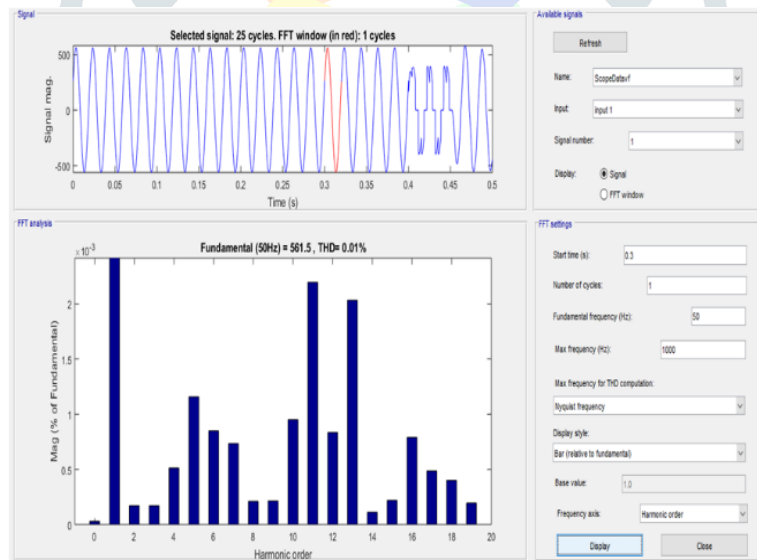 Signal
Selected signal: 25 cycles. FFT window (in red): 1 cycles
500
0
-500
Signal mag.
0 0.05 0.1 0.15 0.2 0.25 0.3 0.35 0.4 0.45 0.5
Time (s)
Available signals
Refresh
Name: ScopeDatavf
Input: input 1
Signal number: 1
Display: Signal
FFT window
FFT analysis
×10⁻³
Fundamental (50Hz) = 561.5 , THD= 0.01%
2
1.5
1
0.5
0
Mag (% of Fundamental)
0 2 4 6 8 10 12 14 16 18 20
Harmonic order
FFT settings
Start time (s): 0.3
Number of cycles: 1
Fundamental frequency (Hz): 50
Max frequency (Hz): 1000
Max frequency for THD computation:
Nyquist frequency
Display style:
Bar (relative to fundamental)
Base value: 1.0
Frequency axis: Harmonic order
Display Close